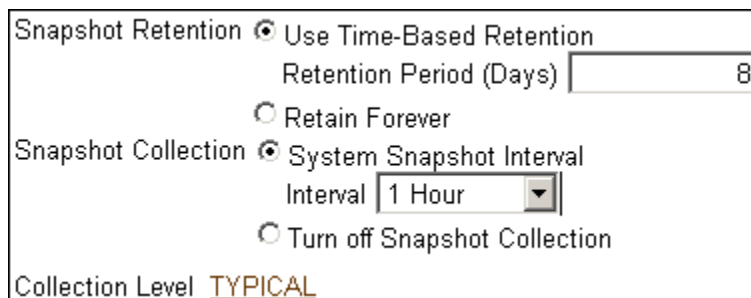 Snapshot Retention Use Time-Based Retention
Retention Period (Days) 8
Retain Forever
Snapshot Collection System Snapshot Interval
Interval 1 Hour
Turn off Snapshot Collection
Collection Level TYPICAL